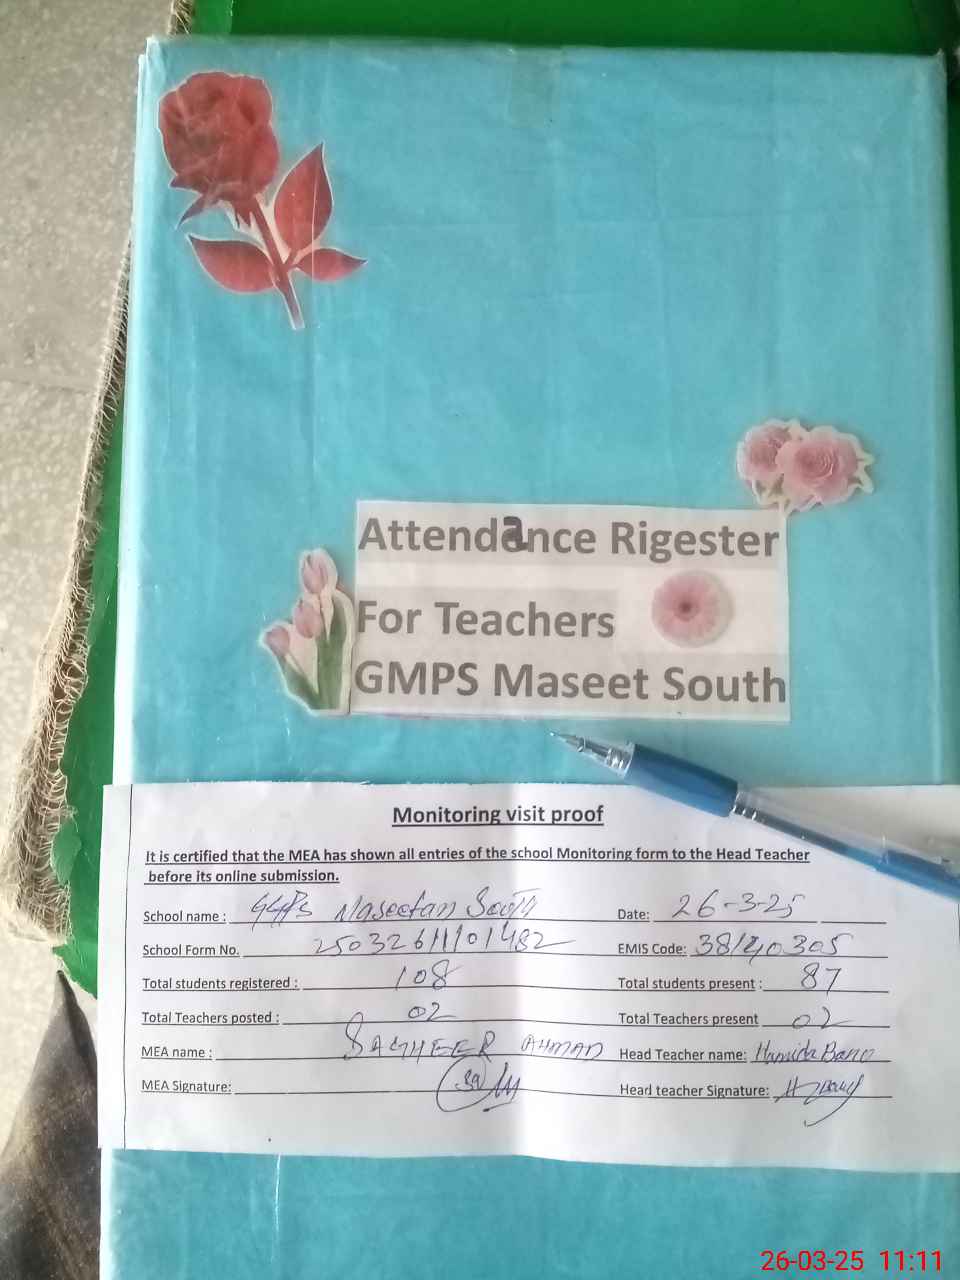 Attendance Rigester
For Teachers
GMPS Maseet South
Monitoring visit proof
It is certified that the MEA has shown all entries of the school Monitoring form to the Head Teacher
before its online submission.
School name : Maseetan South Date: 26-3-25
School Form No. 25032611101482 EMIS Code:
Total students registered : 108 Total students present : 87
Total Teachers posted : 02 Total Teachers present 02
MEA name : SAGHEER AHMAD Head Teacher name: Hamida Bano
MEA Signature: Head teacher Signature:
26-03-25 11:11